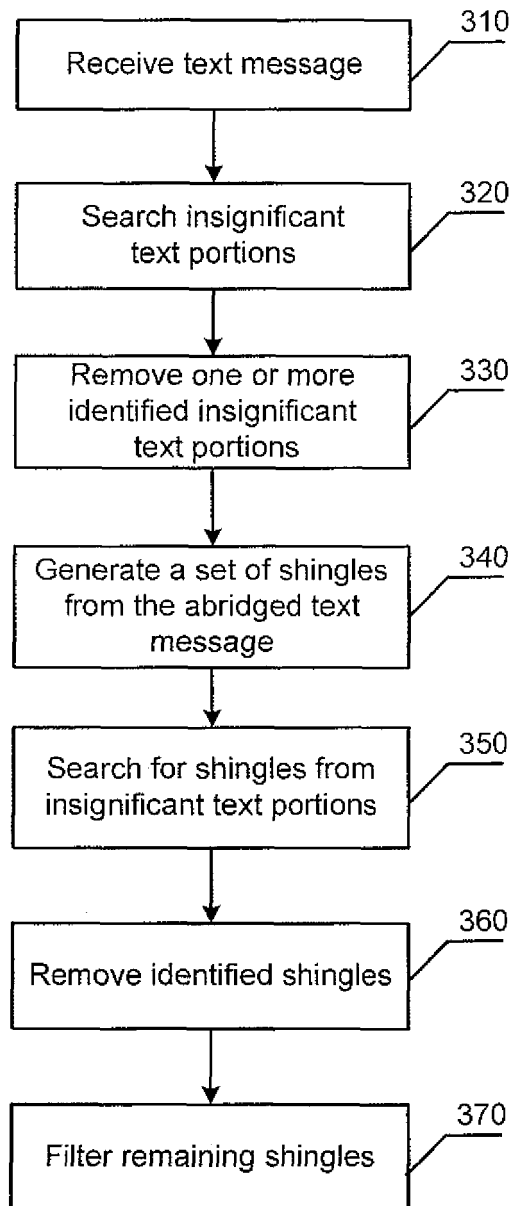 310
Receive text message
320
Search insignificant
text portions
330
Remove one or more
identified insignificant
text portions
340
Generate a set of shingles
from the abridged text
message
350
Search for shingles from
insignificant text portions
360
Remove identified shingles
370
Filter remaining shingles